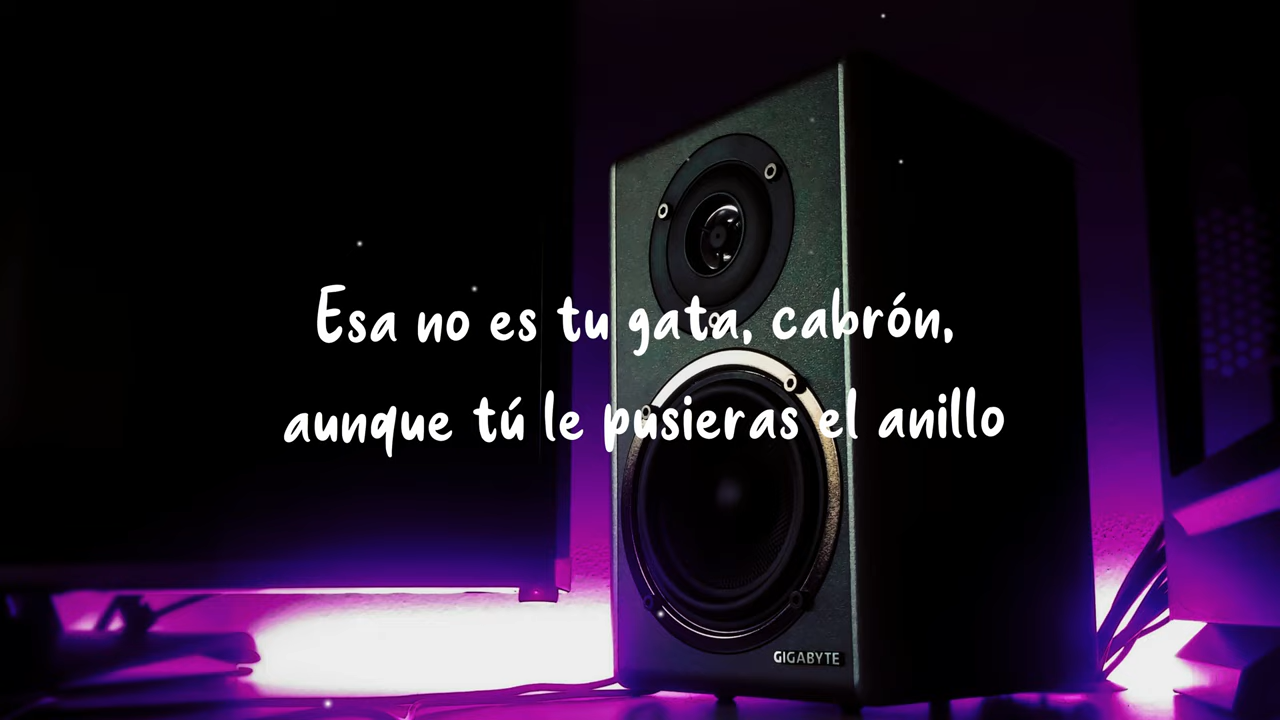 Esa no es tu gata, cabrón,
aunque tú le pusieras el anillo
GIGABYTE